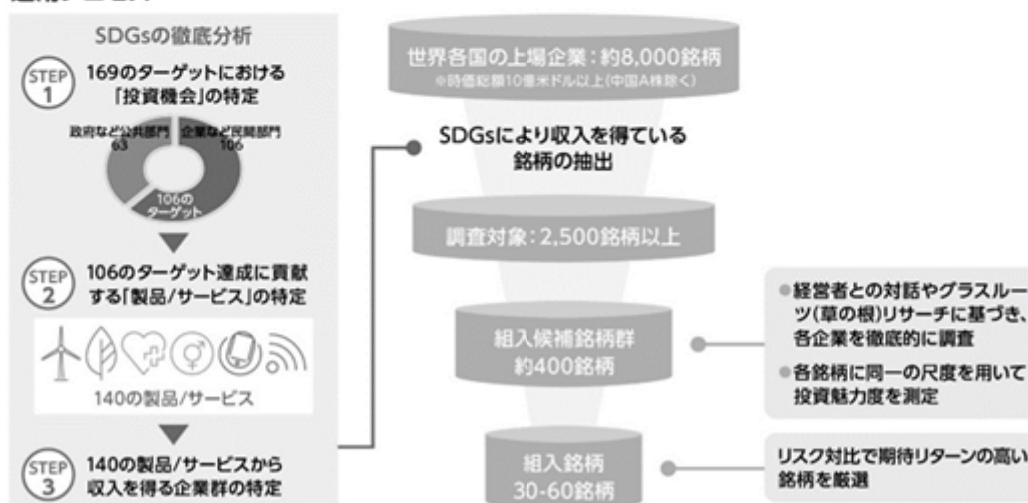 SDGsの徹底分析
STEP
1
169のターゲットにおける
「投資機会」の特定
政府など公共部門
63
企業など民間部門
106
106の
ターゲット
STEP
2
106のターゲット達成に貢献
する「製品/サービス」の特定
140の製品/サービス
STEP
3
140の製品/サービスから
収入を得る企業群の特定
世界各国の上場企業：約8,000銘柄
※時価総額10億米ドル以上(中国A株除く)
SDGsにより収入を得ている
銘柄の抽出
調査対象：2,500銘柄以上
組入候補銘柄群
約400銘柄
●経営者との対話やグラスルー
ツ(草の根)リサーチに基づき、
各企業を徹底的に調査
●各銘柄に同一の尺度を用いて
投資魅力度を測定
組入銘柄
30-60銘柄
リスク対比で期待リターンの高い
銘柄を厳選